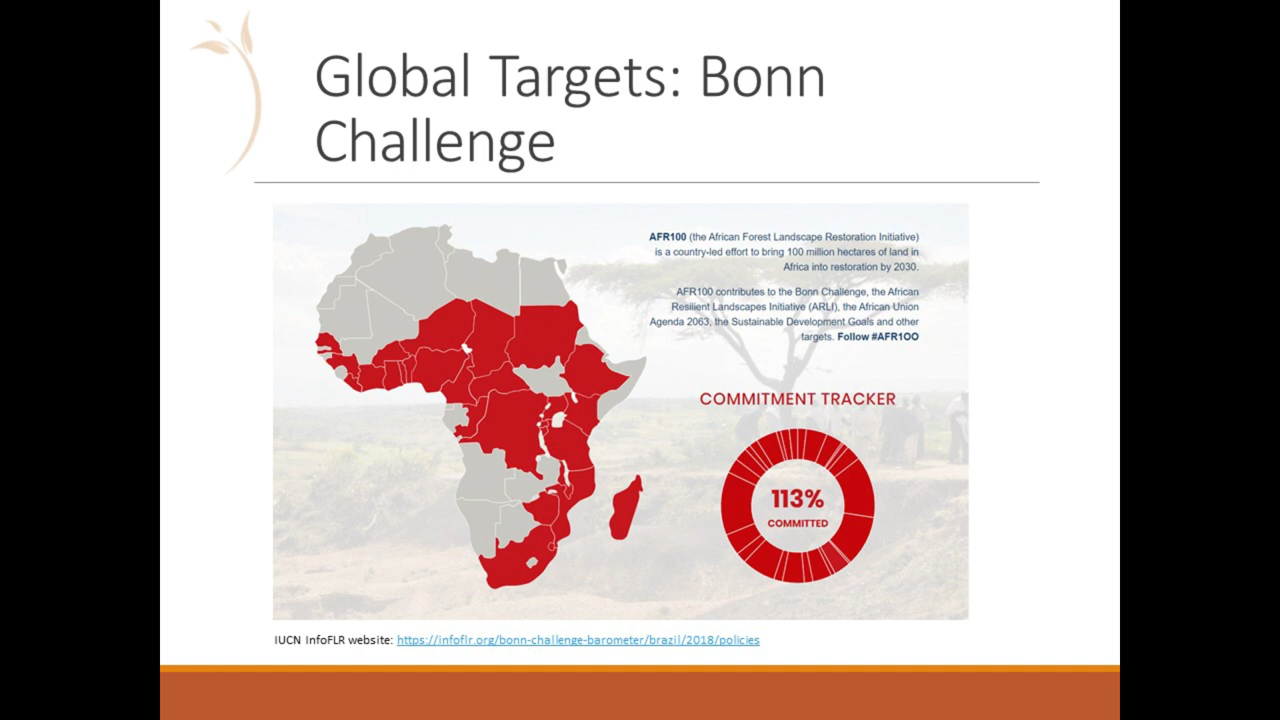 Global Targets: Bonn
Challenge
AFR100 (the African Forest Landscape Restoration Initiative)
is a country-led effort to bring 100 million hectares of land in
Africa into restoration by 2030.
AFR100 contributes to the Bonn Challenge, the African
Resilient Landscapes Initiative (ARLI), the African Union
Agenda 2063, the Sustainable Development Goals and other
targets. Follow #AFR1OO
COMMITMENT TRACKER
113%
COMMITTED
IUCN InfoFLR website: https://infoflr.org/bonn-challenge-barometer/brazil/2018/policies